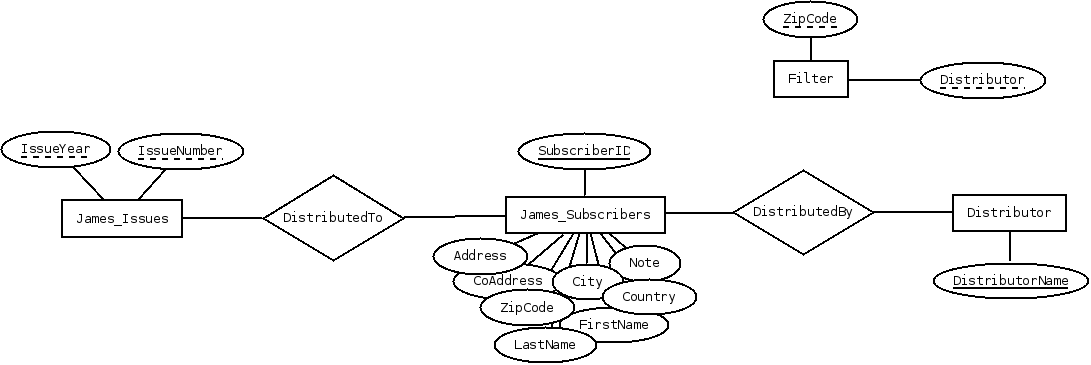 ZipCode
Filter
Distributor
IssueYear
IssueNumber
SubscriberID
James_Issues
DistributedTo
James_Subscribers
DistributedBy
Distributor
Address
Note
CoAddress
City
Country
ZipCode
DistributorName
FirstName
LastName